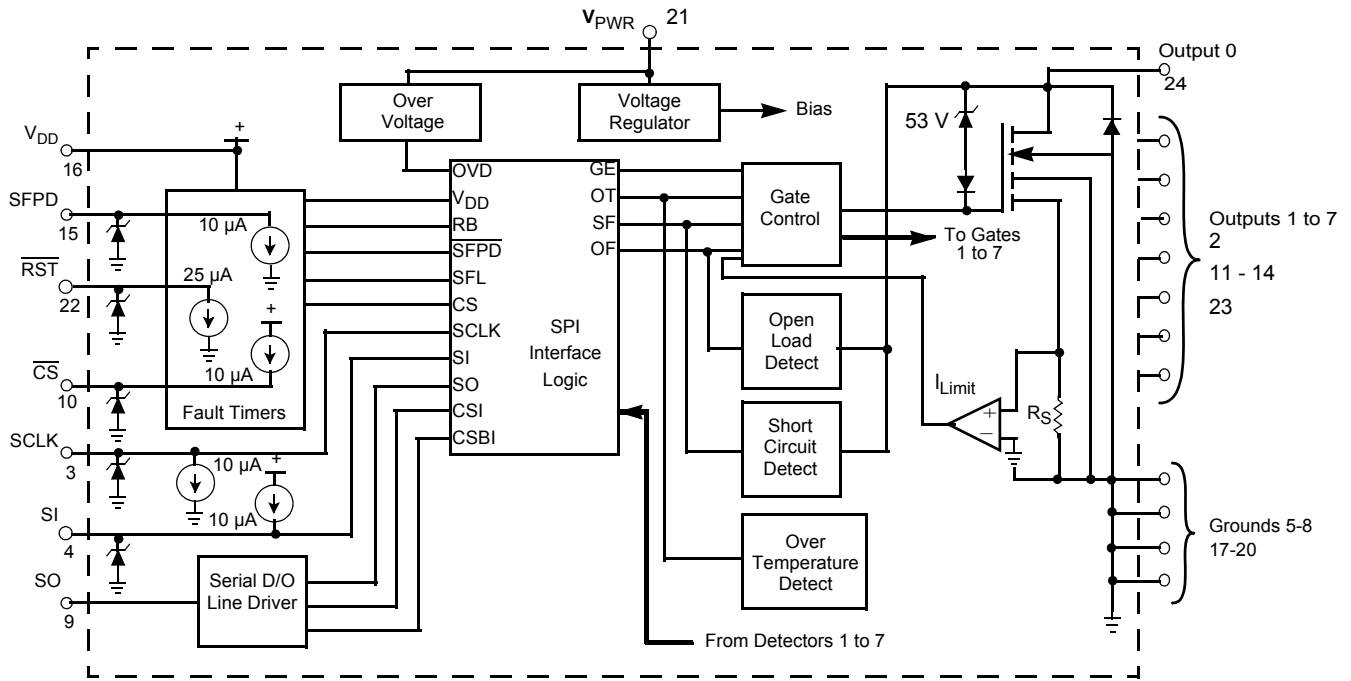 VPWR 21
Output 0
24
Over
Voltage
Voltage
Regulator
Bias
53 V
VDD
16
+
SFPD
15
10 µA
RST
22
25 µA
+
10 µA
CS
10
Fault Timers
SCLK
3
10 µA
+
SI
4
10 µA
SO
9
Serial D/O
Line Driver
OVD
VDD
RB
SFPD
SFL
CS
SCLK
SI
SO
CSI
CSBI
GE
OT
SF
OF
SPI
Interface
Logic
Gate
Control
To Gates
1 to 7
Open
Load
Detect
Short
Circuit
Detect
Over
Temperature
Detect
From Detectors 1 to 7
ILimit
+
−
RS
Outputs 1 to 7
2
11 - 14
23
Grounds 5-8
17-20